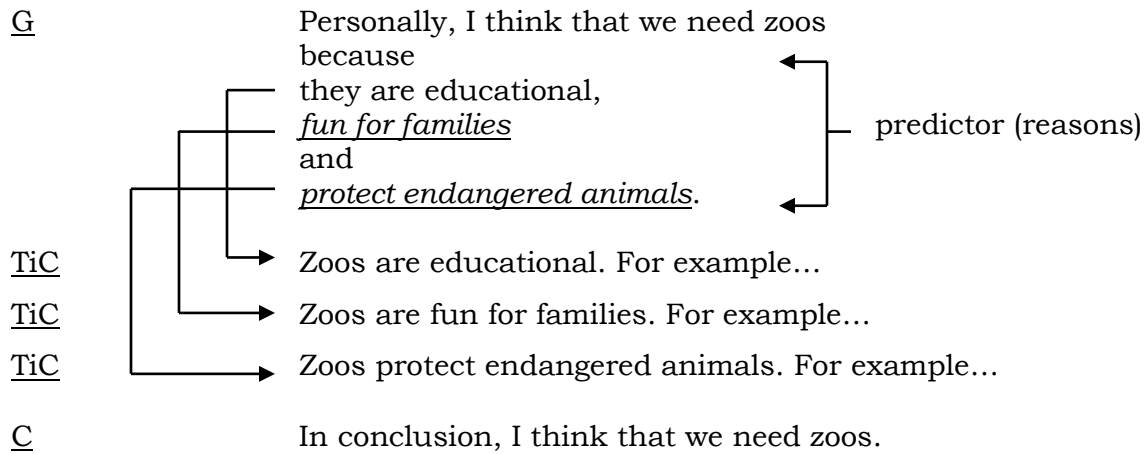 G Personally, I think that we need zoos
because
they are educational,
fun for families predictor (reasons)
and
protect endangered animals.
TiC Zoos are educational. For example…
TiC Zoos are fun for families. For example…
TiC Zoos protect endangered animals. For example…
C In conclusion, I think that we need zoos.